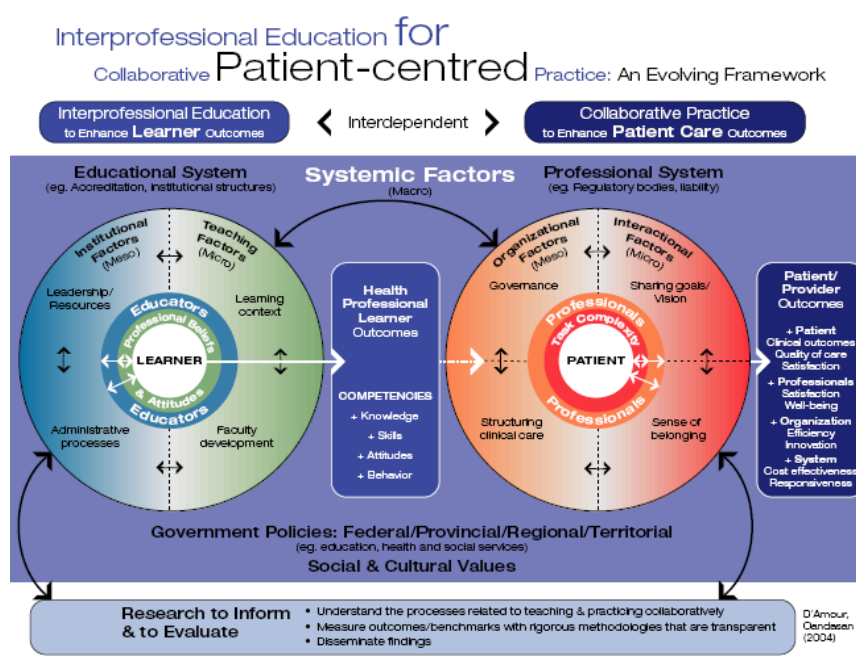 Interprofessional Education for
Collaborative Patient-centred Practice: An Evolving Framework
Interprofessional Education
to Enhance Learner Outcomes
Interdependent
Collaborative Practice
to Enhance Patient Care Outcomes
Educational System
(eg. Accreditation, institutional structures)
Systemic Factors
(Macro)
Professional System
(eg. Regulatory bodies, liability)
Institutional
Factors
(Meso)
Teaching
Factors
(Micro)
Leadership/
Resources
Learning
context
Educators
Professional Beliefs
LEARNER
& Attitudes
Educators
Administrative
processes
Faculty
development
Health
Professional
Learner
Outcomes
COMPETENCIES
+ Knowledge
+ Skills
+ Attitudes
+ Behavior
Organizational
Factors
(Meso)
Interactional
Factors
(Micro)
Governance
Sharing goals/
Vision
Professionals
Task Complexity
PATIENT
Professionals
Structuring
clinical care
Sense of
belonging
Patient/
Provider
Outcomes
+ Patient
Clinical outcomes
Quality of care
Satisfaction
+ Professionals
Satisfaction
Well-being
+ Organization
Efficiency
Innovation
+ System
Cost effectiveness
Responsiveness
Government Policies: Federal/Provincial/Regional/Territorial
(eg. education, health and social services)
Social & Cultural Values
Research to Inform
& to Evaluate
• Understand the processes related to teaching & practicing collaboratively
• Measure outcomes/benchmarks with rigorous methodologies that are transparent
• Disseminate findings
D'Amour,
Oandasan
(2004)